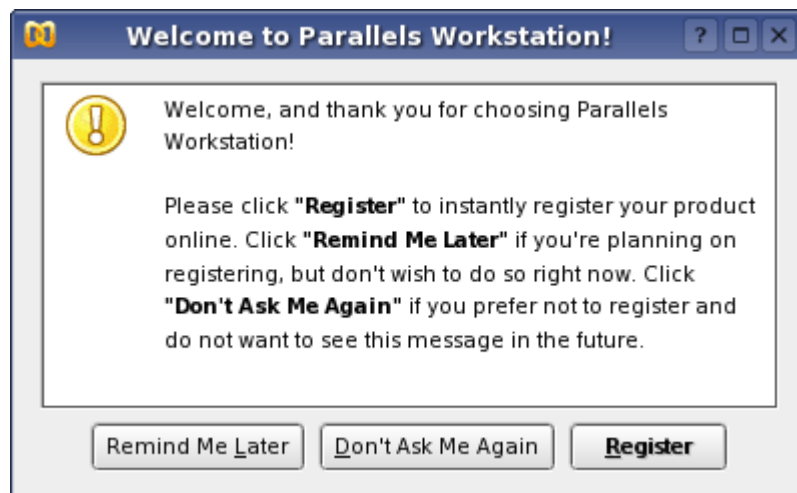 Welcome to Parallels Workstation!
Welcome, and thank you for choosing Parallels
Workstation!
Please click "Register" to instantly register your product
online. Click "Remind Me Later" if you're planning on
registering, but don't wish to do so right now. Click
"Don't Ask Me Again" if you prefer not to register and
do not want to see this message in the future.
Remind Me Later Don't Ask Me Again Register